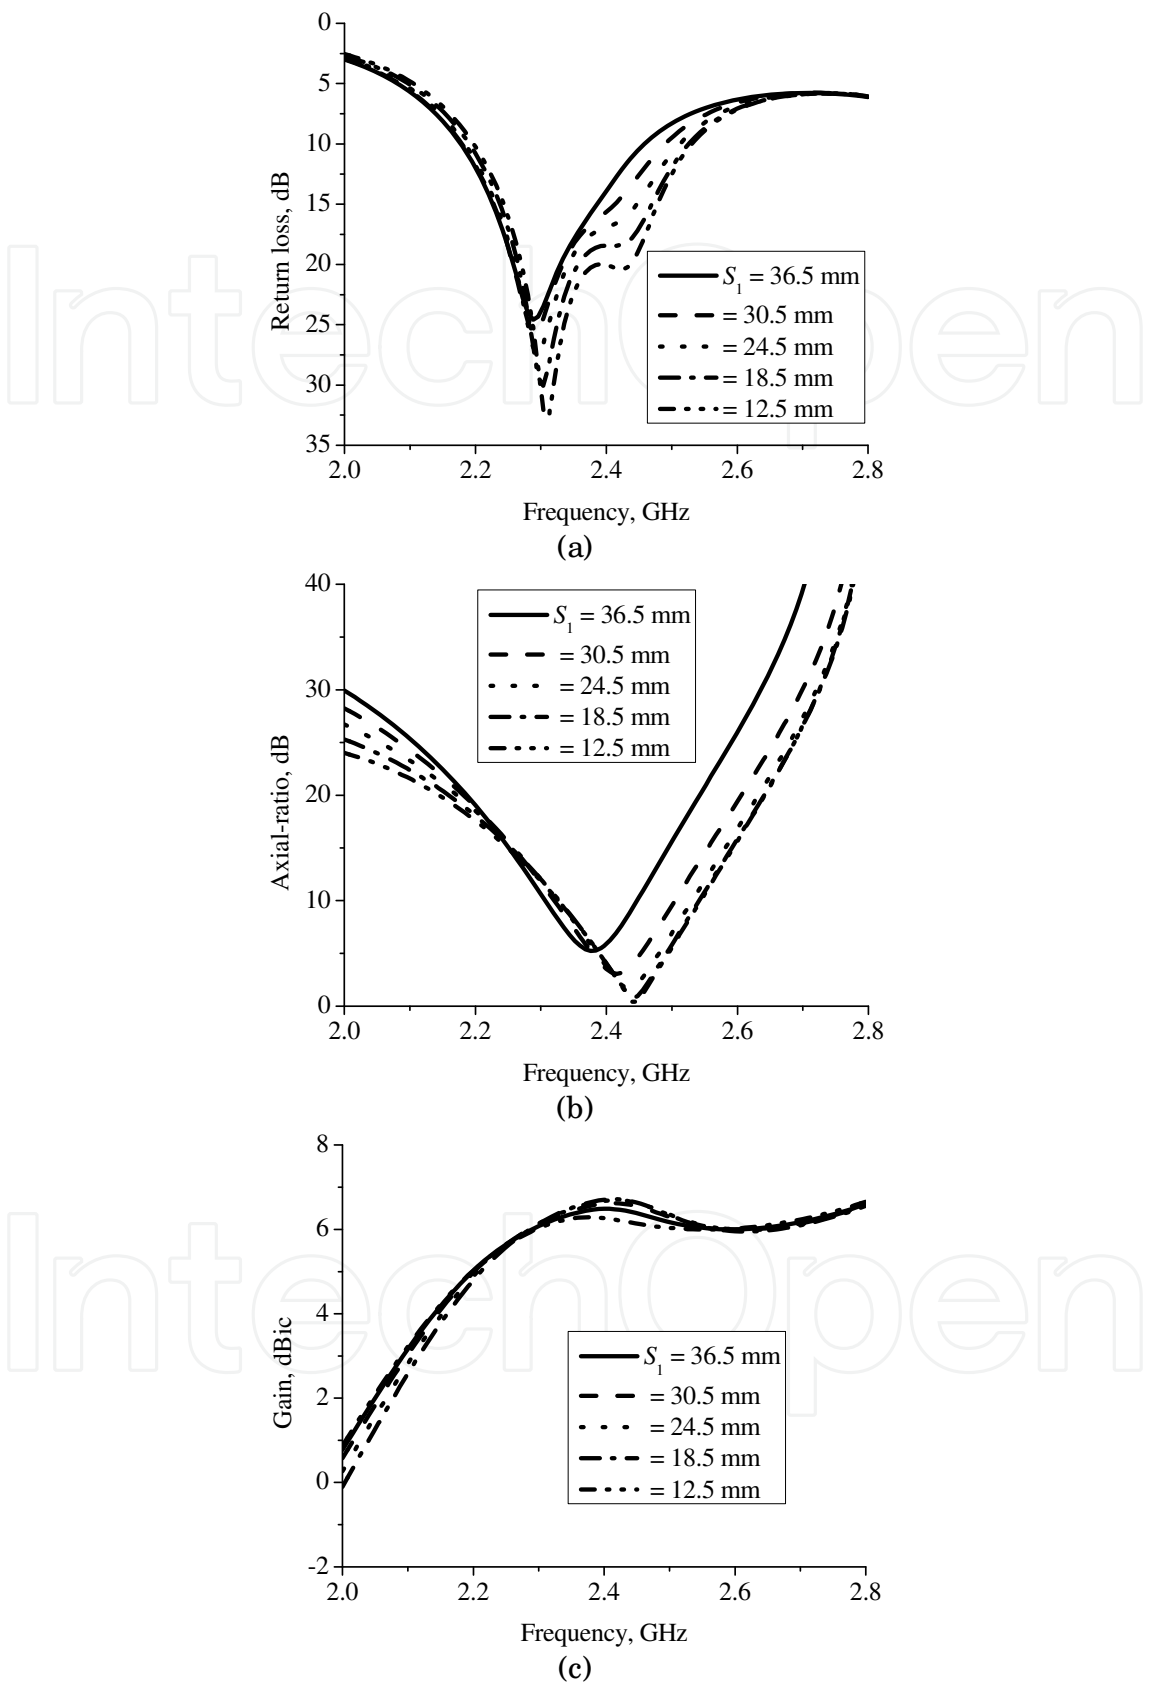 0
5
10
15
20
25
30
35
Return loss, dB
S1 = 36.5 mm
= 30.5 mm
= 24.5 mm
= 18.5 mm
= 12.5 mm
2.0 2.2 2.4 2.6 2.8
Frequency, GHz
(a)
40
30
20
10
0
Axial-ratio, dB
S1 = 36.5 mm
= 30.5 mm
= 24.5 mm
= 18.5 mm
= 12.5 mm
2.0 2.2 2.4 2.6 2.8
Frequency, GHz
(b)
8
6
4
2
0
-2
Gain, dBic
S1 = 36.5 mm
= 30.5 mm
= 24.5 mm
= 18.5 mm
= 12.5 mm
2.0 2.2 2.4 2.6 2.8
Frequency, GHz
(c)
IntechOpen
IntechOpen